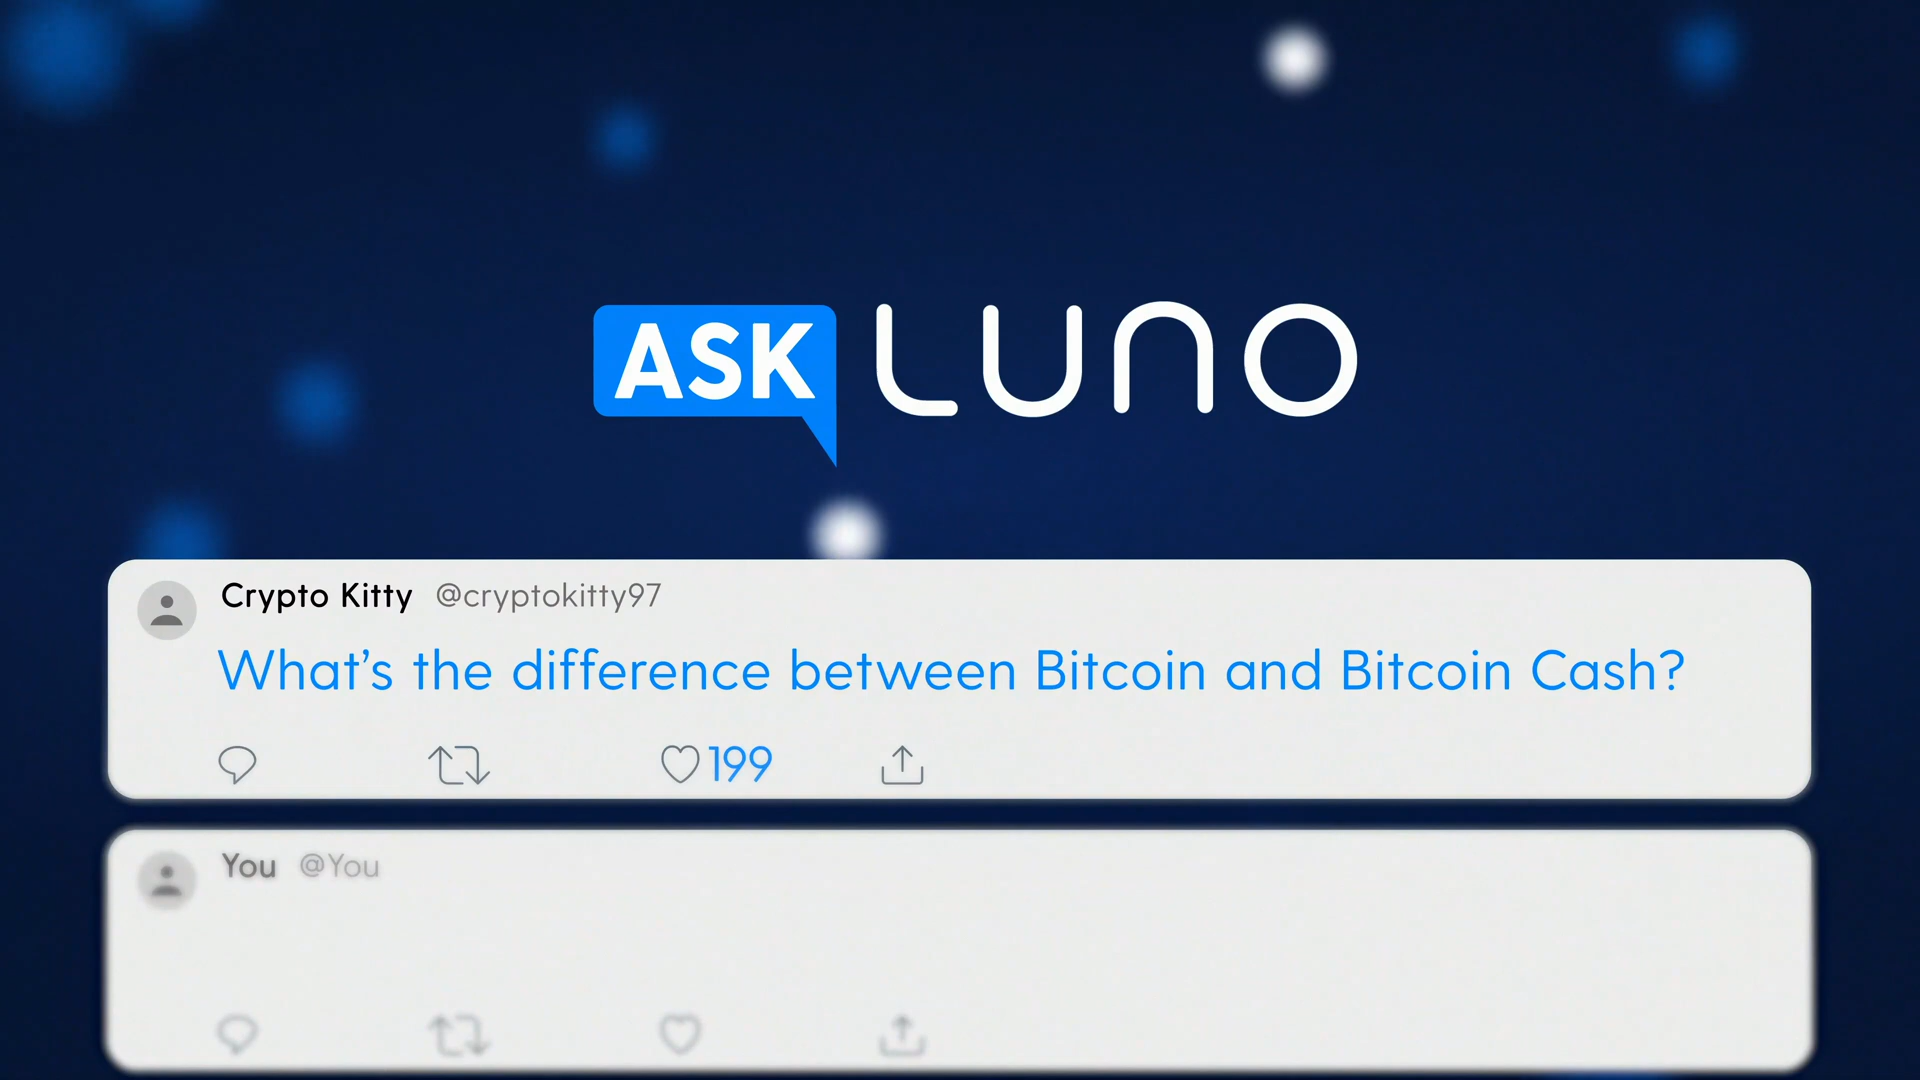 ASK LUNO
Crypto Kitty @cryptokitty97
What's the difference between Bitcoin and Bitcoin Cash?
199
You @You